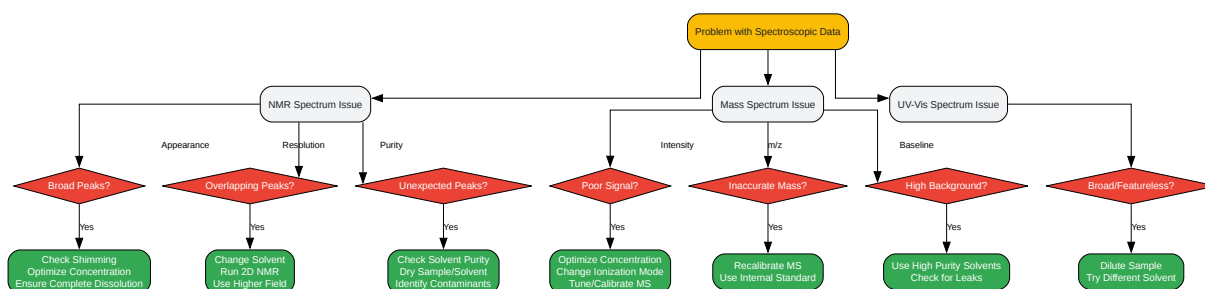 Problem with Spectroscopic Data
NMR Spectrum Issue
Mass Spectrum Issue
UV-Vis Spectrum Issue
Appearance
Resolution
Purity
Intensity
m/z
Baseline
Broad Peaks?
Overlapping Peaks?
Unexpected Peaks?
Poor Signal?
Inaccurate Mass?
High Background?
Broad/Featureless?
Yes
Yes
Yes
Yes
Yes
Yes
Yes
Check Shimming
Optimize Concentration
Ensure Complete Dissolution
Change Solvent
Run 2D NMR
Use Higher Field
Check Solvent Purity
Dry Sample/Solvent
Identify Contaminants
Optimize Concentration
Change Ionization Mode
Tune/Calibrate MS
Recalibrate MS
Use Internal Standard
Use High Purity Solvents
Check for Leaks
Dilute Sample
Try Different Solvent